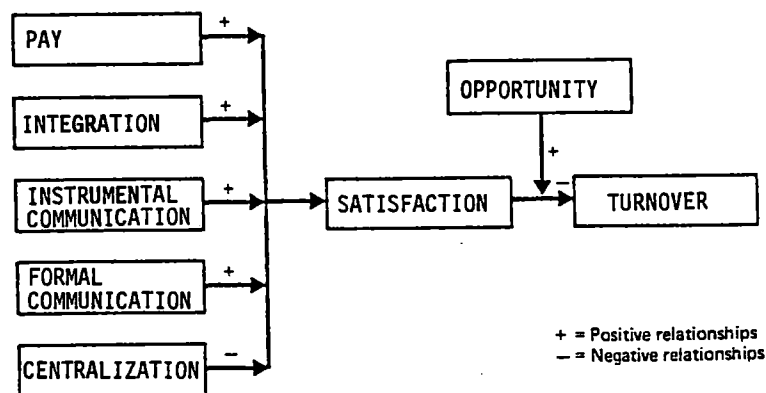 PAY
+
OPPORTUNITY
INTEGRATION
+
+
INSTRUMENTAL
COMMUNICATION
+
SATISFACTION
−
TURNOVER
FORMAL
COMMUNICATION
+
CENTRALIZATION
−
+ = Positive relationships
− = Negative relationships